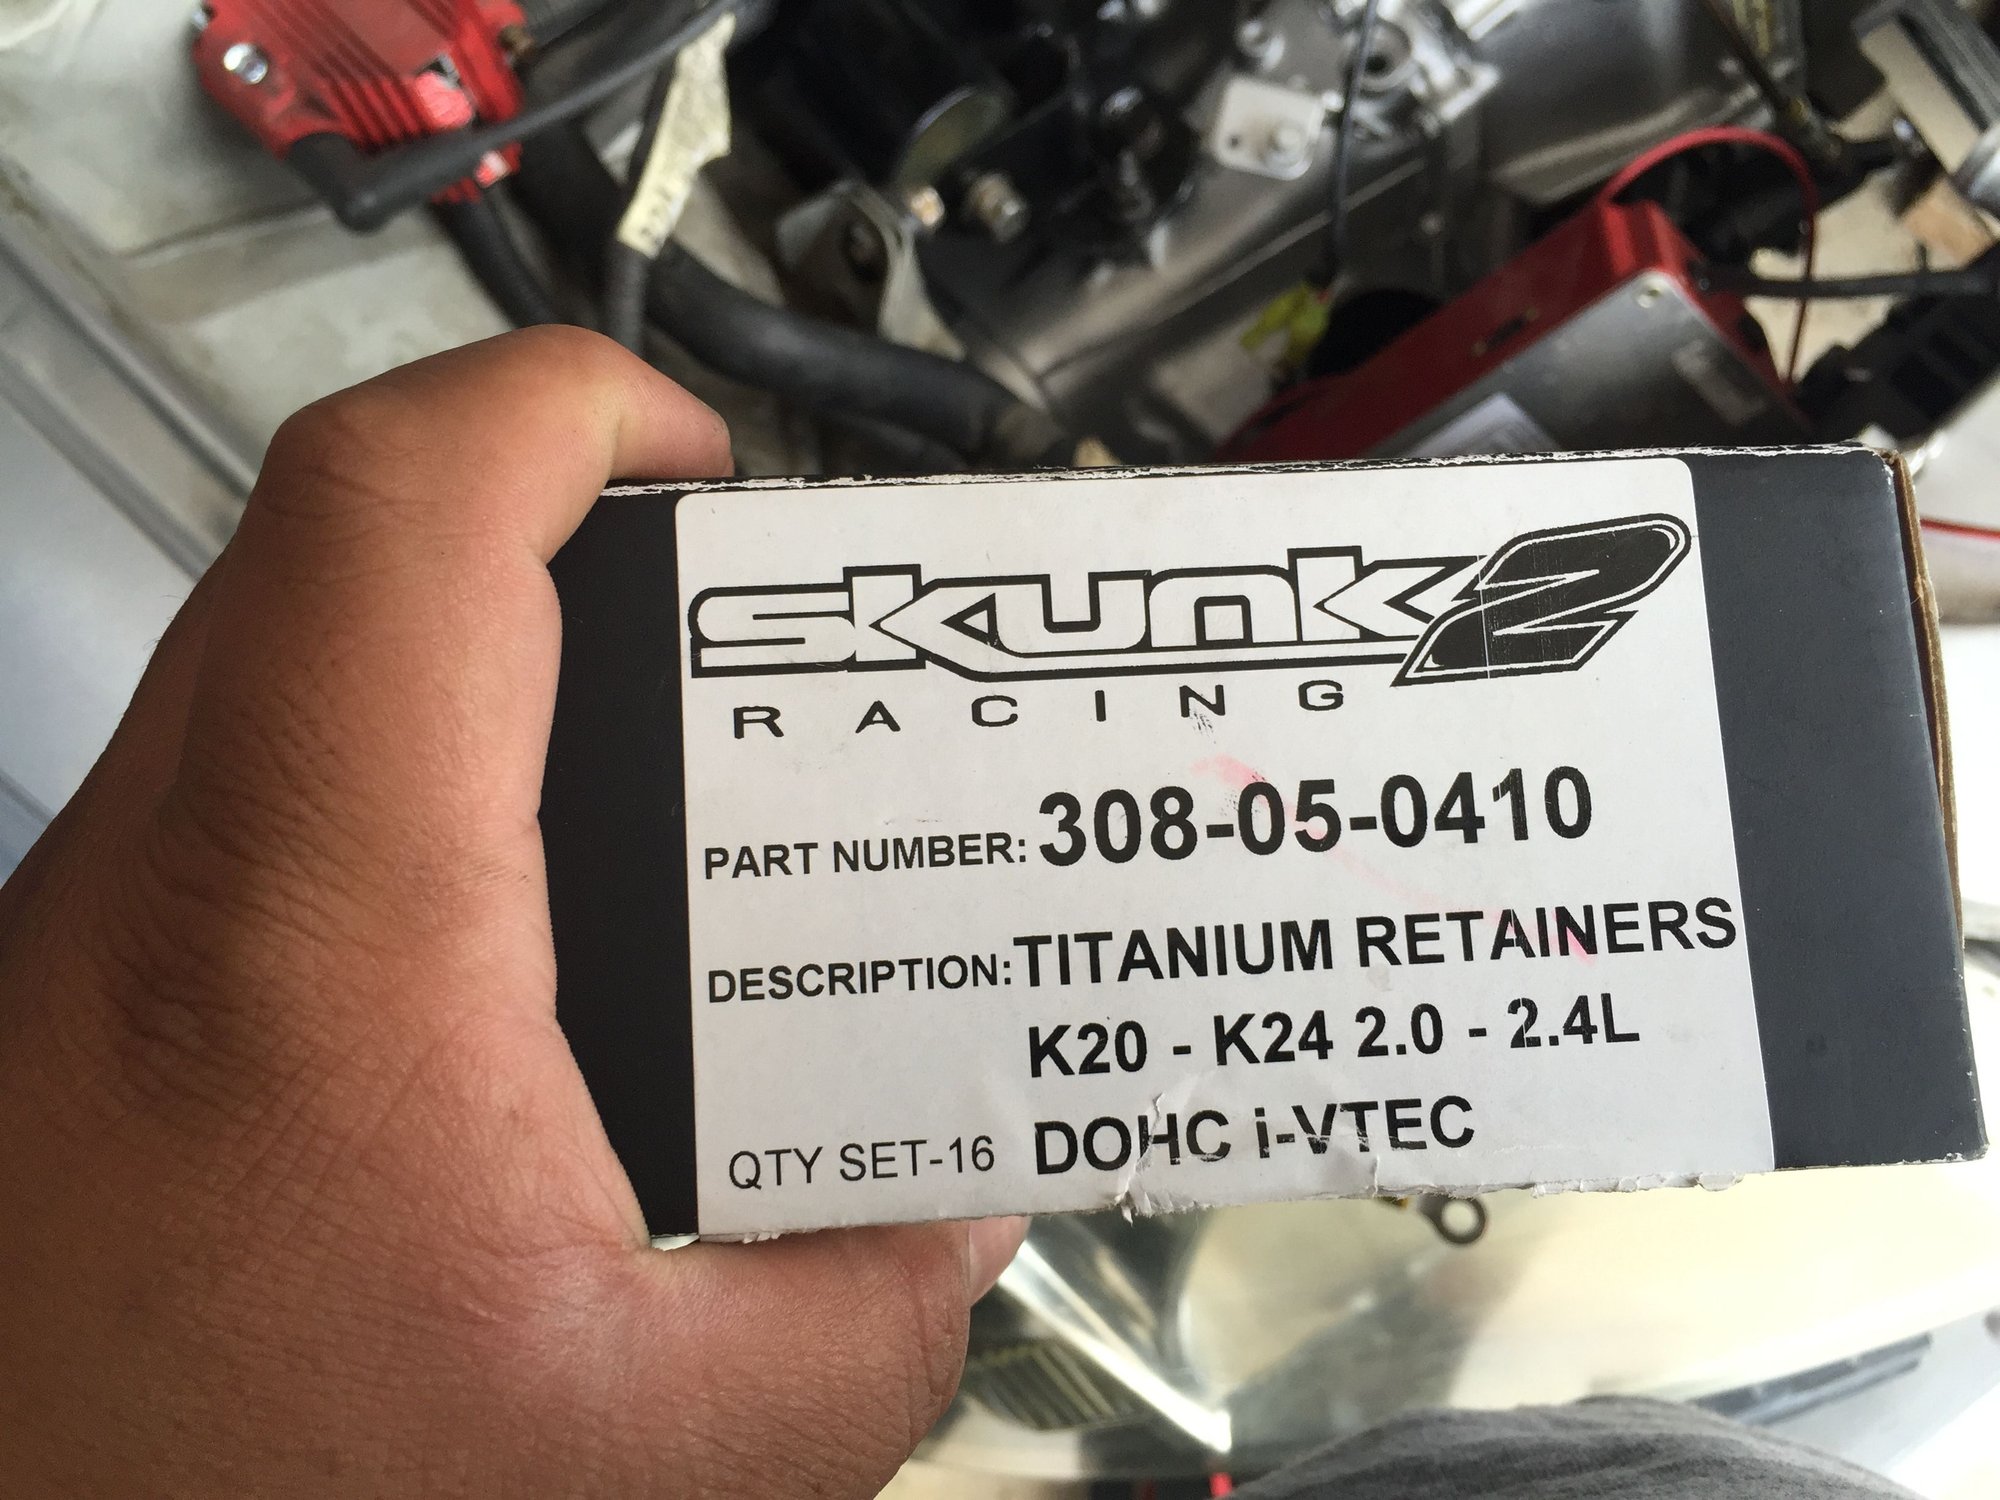 skunk2
RACING
PART NUMBER: 308-05-0410
DESCRIPTION: TITANIUM RETAINERS
K20 - K24 2.0 - 2.4L
QTY SET-16 DOHC i-VTEC